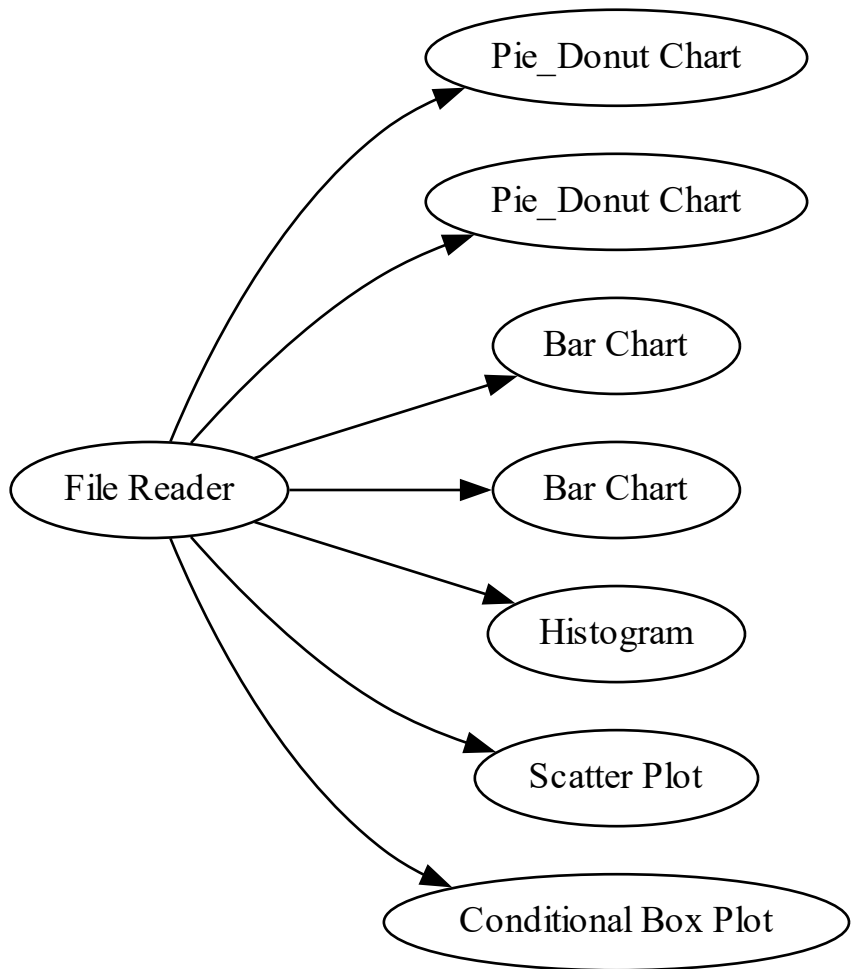 Pie_Donut Chart
Pie_Donut Chart
Bar Chart
File Reader
Bar Chart
Histogram
Scatter Plot
Conditional Box Plot